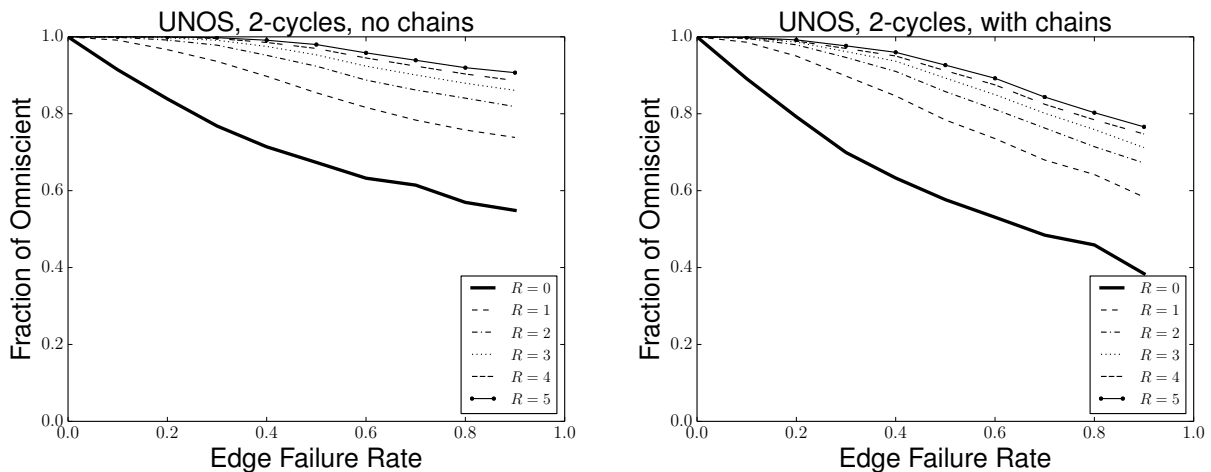 UNOS, 2-cycles, no chains
Fraction of Omniscient
1.0
0.8
0.6
0.4
0.2
0.0
R = 0
R = 1
R = 2
R = 3
R = 4
R = 5
0.0 0.2 0.4 0.6 0.8 1.0
Edge Failure Rate
UNOS, 2-cycles, with chains
Fraction of Omniscient
1.0
0.8
0.6
0.4
0.2
0.0
R = 0
R = 1
R = 2
R = 3
R = 4
R = 5
0.0 0.2 0.4 0.6 0.8 1.0
Edge Failure Rate